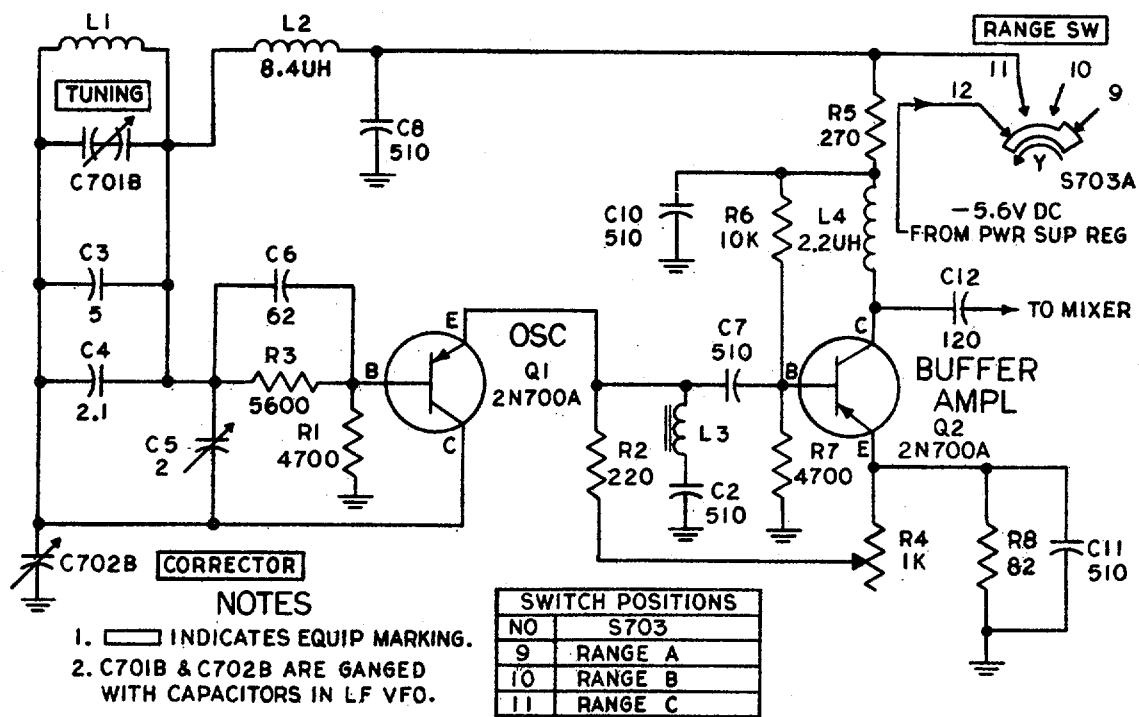 L1
L2
8.4UH
RANGE SW
11
10
9
12
TUNING
C701B
C8
510
R5
270
Y
S703A
C10
510
R6
10K
L4
2.2UH
−5.6V DC
FROM PWR SUP REG
C3
5
C6
62
C12
120
TO MIXER
C4
2.1
R3
5600
B
E
C
OSC
Q1
2N700A
C7
510
B
C
E
BUFFER
AMPL
Q2
2N700A
C5
2
R1
4700
R2
220
L3
C2
510
R7
4700
R4
1K
R8
82
C11
510
C702B
CORRECTOR
NOTES
1. INDICATES EQUIP MARKING.
2. C701B & C702B ARE GANGED
WITH CAPACITORS IN LF VFO.
SWITCH POSITIONS
NO S703
9 RANGE A
10 RANGE B
11 RANGE C